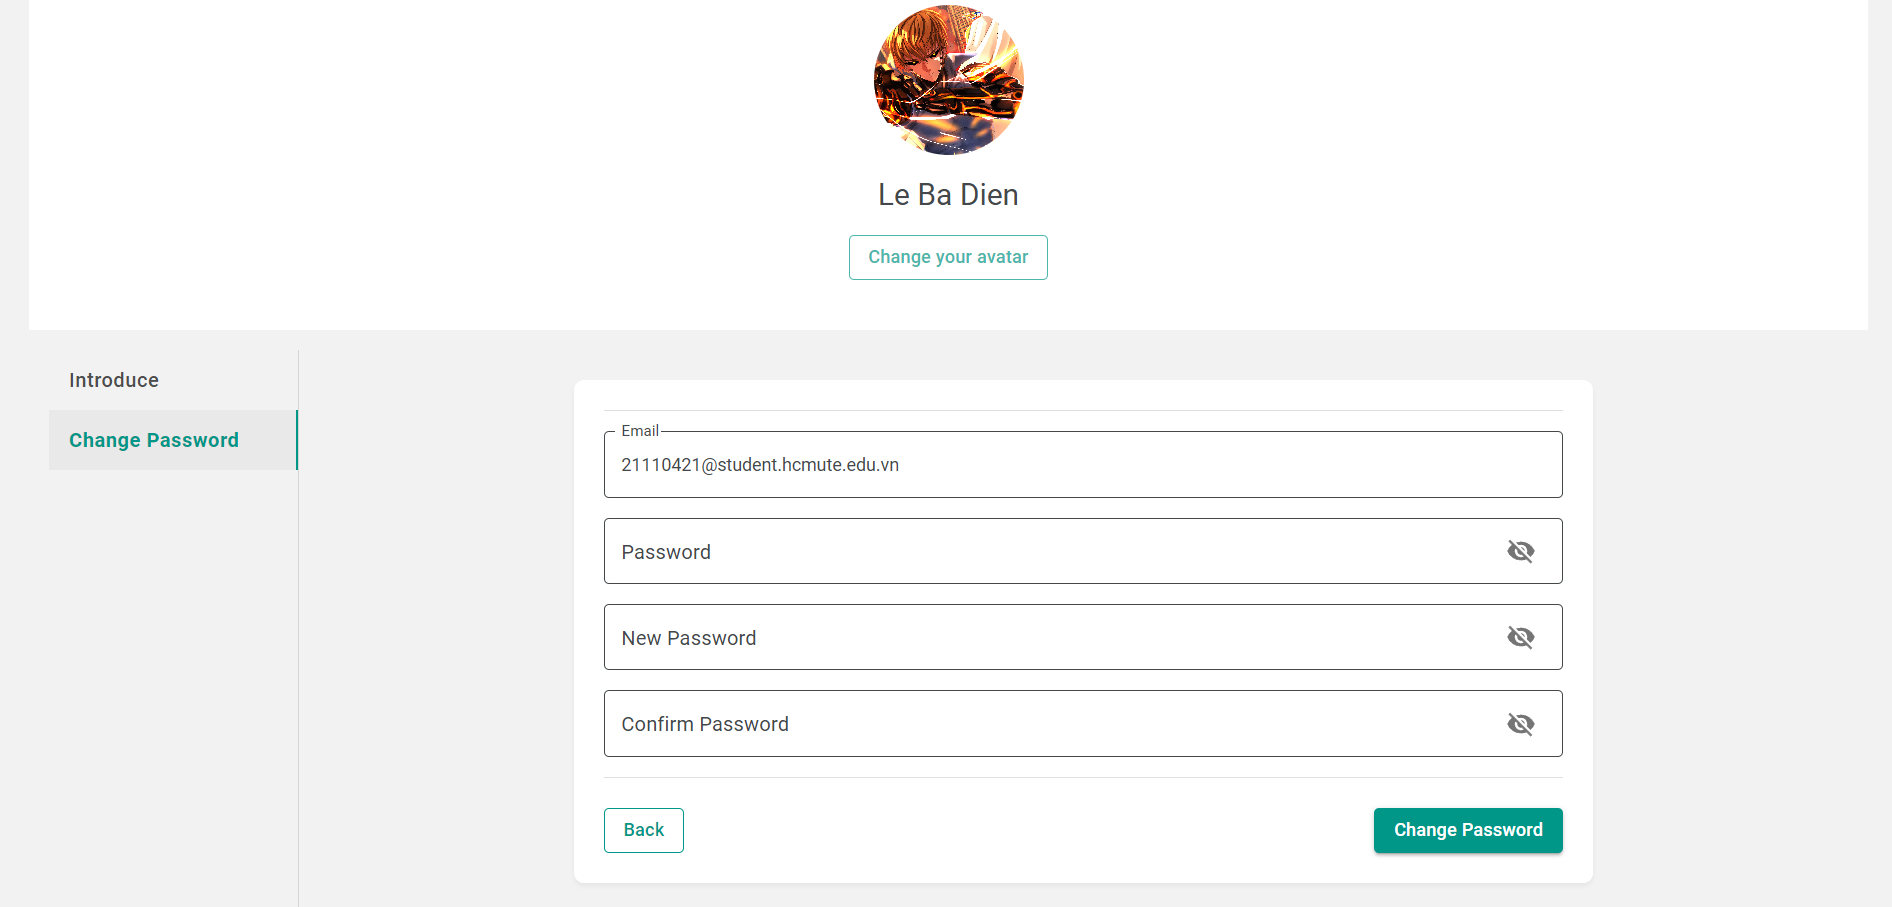 Le Ba Dien
Change your avatar
Introduce
Change Password
Email
21110421@student.hcmute.edu.vn
Password
New Password
Confirm Password
Back
Change Password